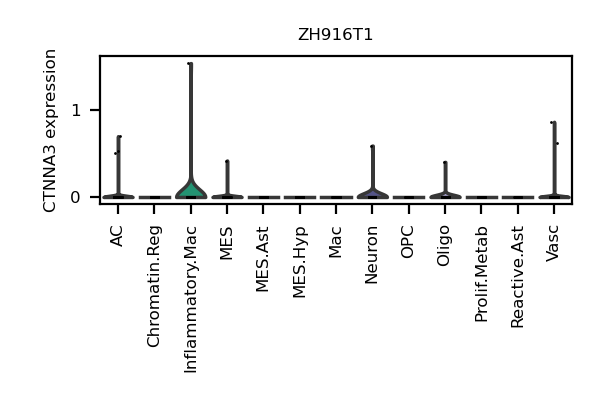 ZH916T1
CTNNA3 expression
1
0
AC
Chromatin.Reg
Inflammatory.Mac
MES
MES.Ast
MES.Hyp
Mac
Neuron
OPC
Oligo
Prolif.Metab
Reactive.Ast
Vasc